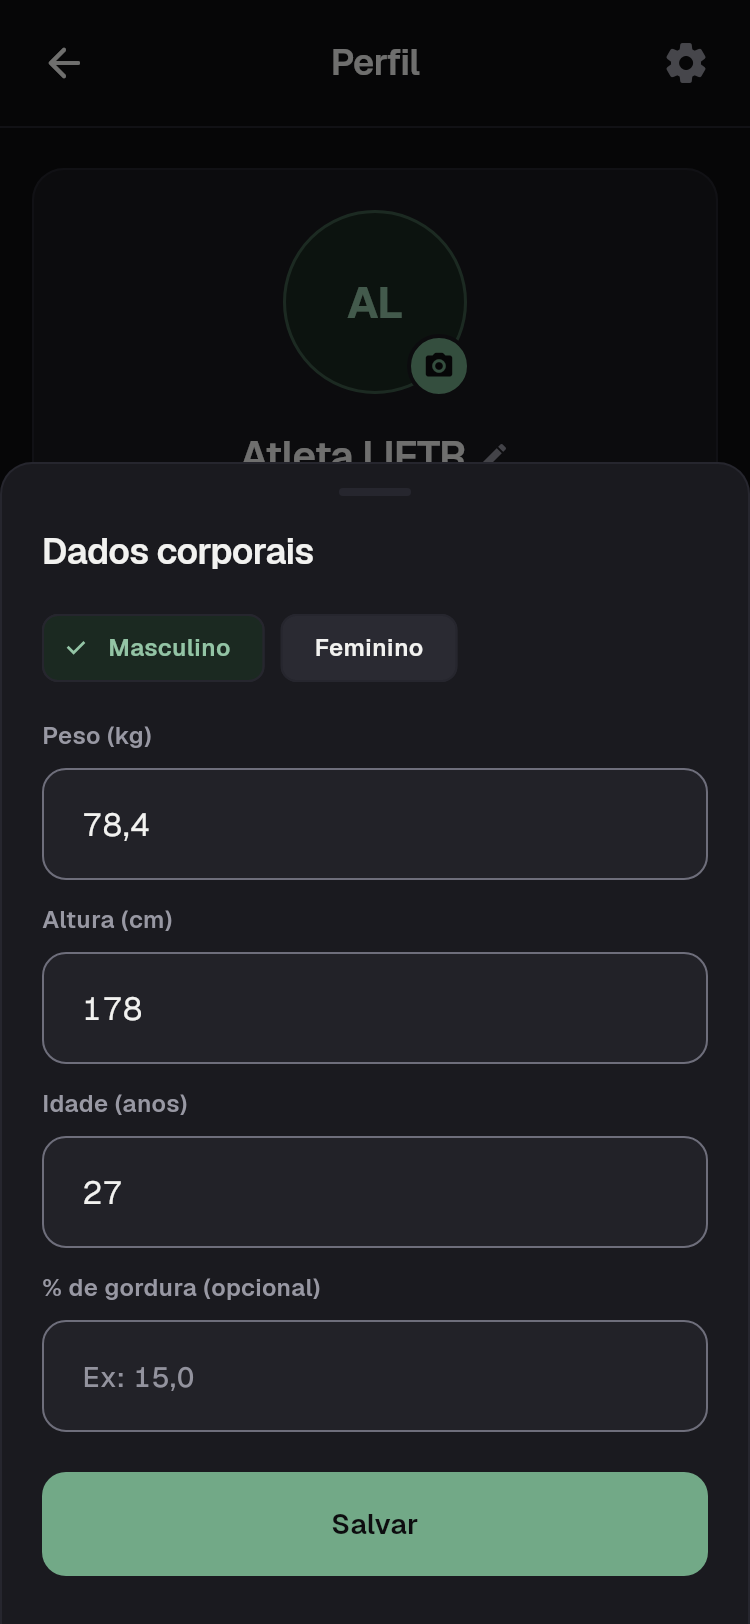 Perfil
AL
Atleta
Dados corporais
Masculino
Feminino
Peso (kg)
78,4
Altura (cm)
178
Idade (anos)
27
% de gordura (opcional)
Ex: 15,0
Salvar